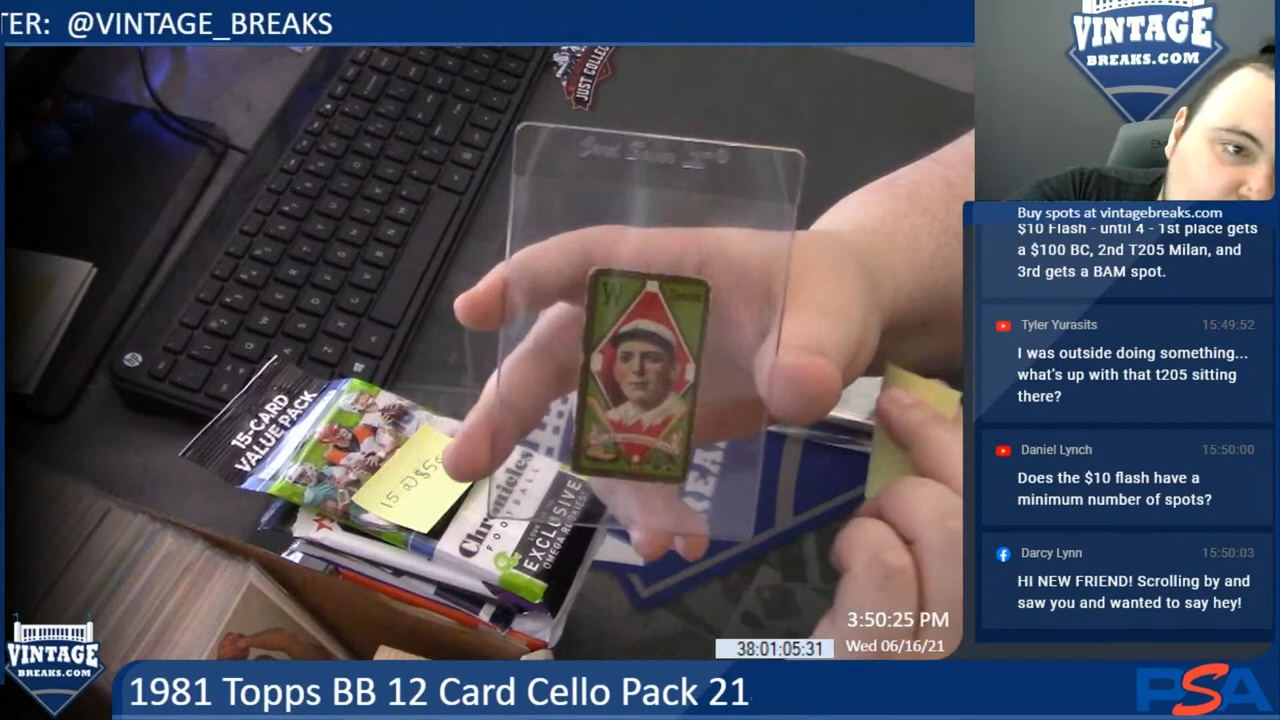 TER: @VINTAGE_BREAKS
JUST COLLECT
VINTAGE
BREAKS.COM
Buy spots at vintagebreaks.com
$10 Flash - until 4 - 1st place gets
a $100 BC, 2nd T205 Milan, and
3rd gets a BAM spot.
Tyler Yurasits 15:49:52
I was outside doing something...
what's up with that t205 sitting
there?
Daniel Lynch 15:50:00
Does the $10 flash have a
minimum number of spots?
Darcy Lynn 15:50:03
HI NEW FRIEND! Scrolling by and
saw you and wanted to say hey!
W
15-CARD
VALUE PACK
Chronicles
FOOTBALL
EXCLUSIVE
hp
3:50:25 PM
38:01:05:31 Wed 06/16/21
VINTAGE
BREAKS.COM
1981 Topps BB 12 Card Cello Pack 21
PSA